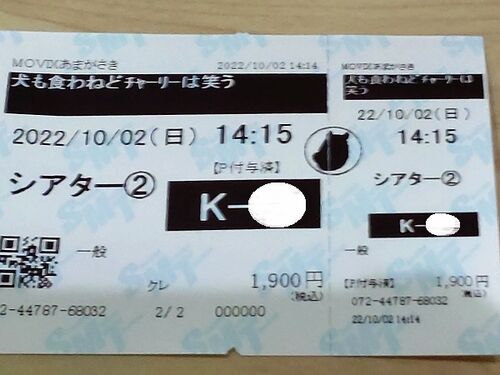 MOVIXあまがさき 2022/10/02 14:14
犬も食わねどﾁｬｰﾘｰは笑う
2022/10/02(日) 14:15
【P付与済】
シアター② K-
一般
クレ 1,900円
(税込)
2-44787-68032 2/2 000000
MOVIXあまがさき
犬も食わねどﾁｬｰﾘｰは
笑う
22/10/02(日)
14:15
シアター②
K-
一般
【P付与済】 1,900円
(税込)
072-44787-68032
22/10/02 14:14